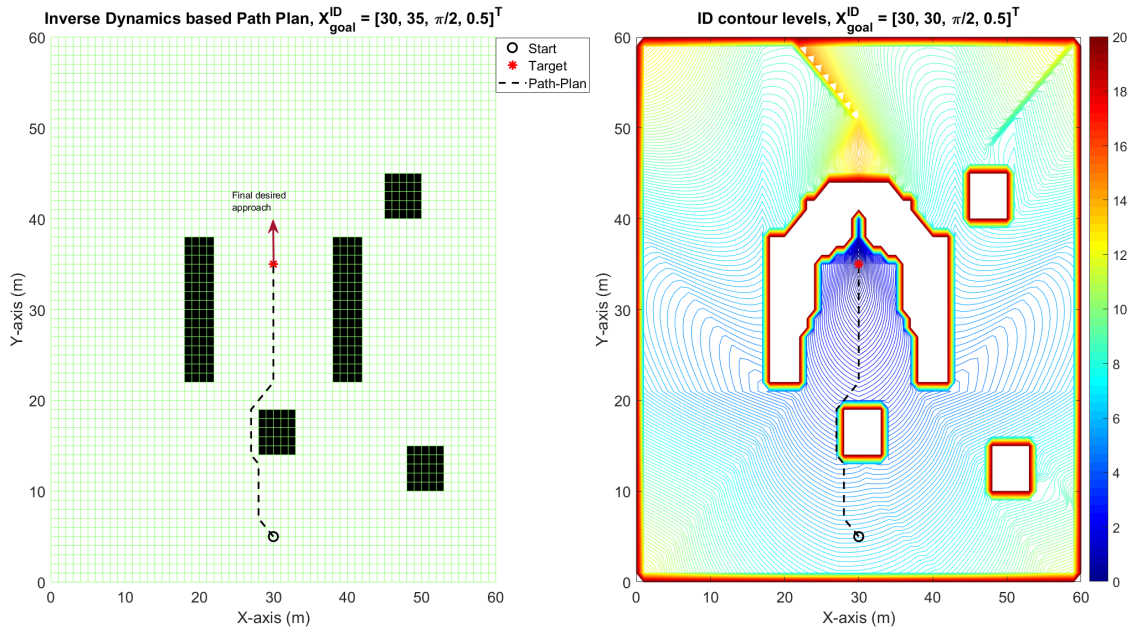 Inverse Dynamics based Path Plan, X^ID_goal = [30, 35, π/2, 0.5]^T
60
50
40
30
20
10
0
Y-axis (m)
Final desired
approach
0 10 20 30 40 50 60
X-axis (m)
Start
Target
Path-Plan
ID contour levels, X^ID_goal = [30, 30, π/2, 0.5]^T
60
50
40
30
20
10
0
Y-axis (m)
0 10 20 30 40 50 60
X-axis (m)
20
18
16
14
12
10
8
6
4
2
0